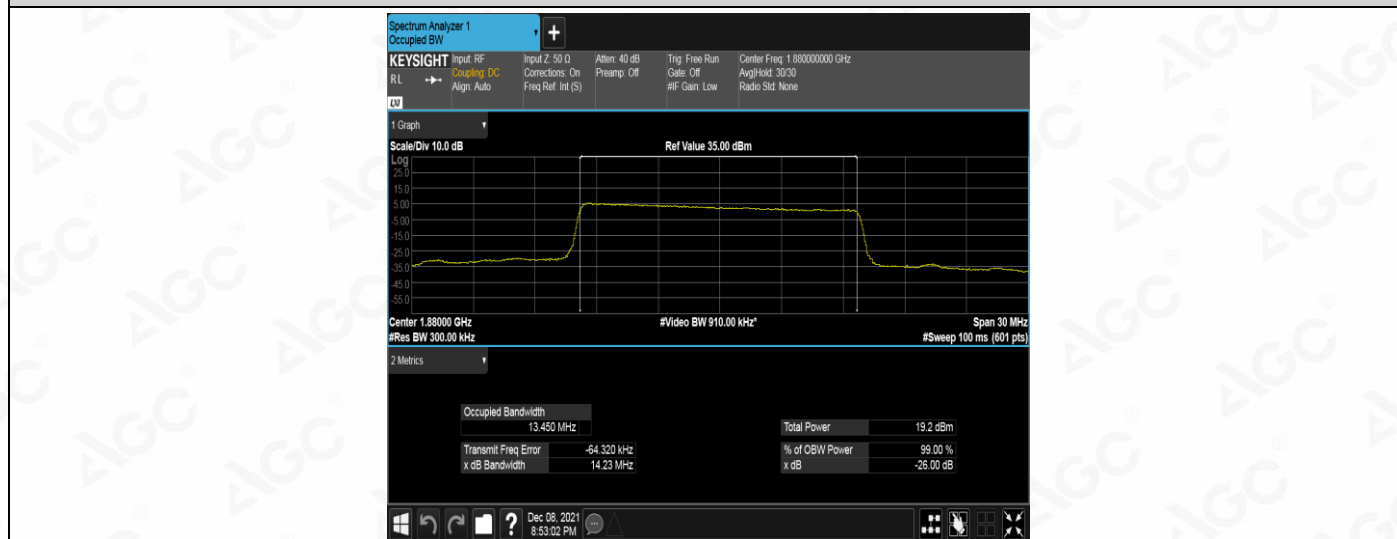 Spectrum Analyzer 1
Occupied BW
+
KEYSIGHT Input: RF Input Z: 50 Ω Atten: 40 dB Trig: Free Run Center Freq: 1.880000000 GHz
RL Coupling: DC Corrections: On Preamp: Off Gate: Off Avg|Hold: 30/30
Align: Auto Freq Ref: Int (S) #IF Gain: Low Radio Std: None
LXI
1 Graph
Scale/Div 10.0 dB Ref Value 35.00 dBm
Log
25.0
15.0
5.00
-5.00
-15.0
-25.0
-35.0
-45.0
-55.0
Center 1.88000 GHz #Video BW 910.00 kHz* Span 30 MHz
#Res BW 300.00 kHz #Sweep 100 ms (601 pts)
2 Metrics
Occupied Bandwidth
13.450 MHz Total Power 19.2 dBm
Transmit Freq Error -64.320 kHz % of OBW Power 99.00 %
x dB Bandwidth 14.23 MHz x dB -26.00 dB
? Dec 08, 2021
8:53:02 PM
AGC